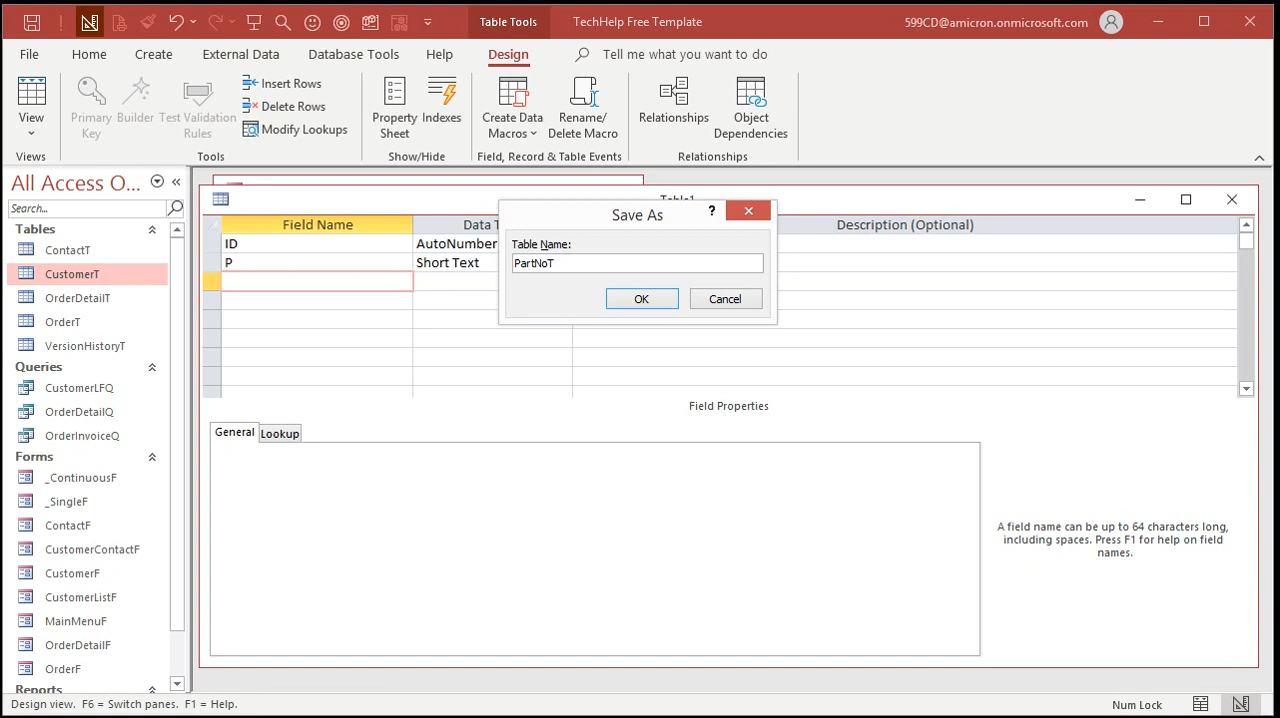 Table Tools
TechHelp Free Template
599CD@amicron.onmicrosoft.com
File
Home
Create
External Data
Database Tools
Help
Design
Tell me what you want to do
View
Primary Key
Builder
Test Validation Rules
Insert Rows
Delete Rows
Modify Lookups
Property Sheet
Indexes
Create Data Macros
Rename/ Delete Macro
Relationships
Object Dependencies
Views
Tools
Show/Hide
Field, Record & Table Events
Relationships
All Access O...
Search...
Tables
ContactT
CustomerT
OrderDetailT
OrderT
VersionHistoryT
Queries
CustomerLFQ
OrderDetailQ
OrderInvoiceQ
Forms
_ContinuousF
_SingleF
ContactF
CustomerContactF
CustomerF
CustomerListF
MainMenuF
OrderDetailF
OrderF
Reports
Table1
Field Name
Data T
Description (Optional)
ID
AutoNumber
P
Short Text
Save As
?
Table Name:
PartNoT
OK
Cancel
Field Properties
General
Lookup
A field name can be up to 64 characters long,
including spaces. Press F1 for help on field
names.
Design view. F6 = Switch panes. F1 = Help.
Num Lock